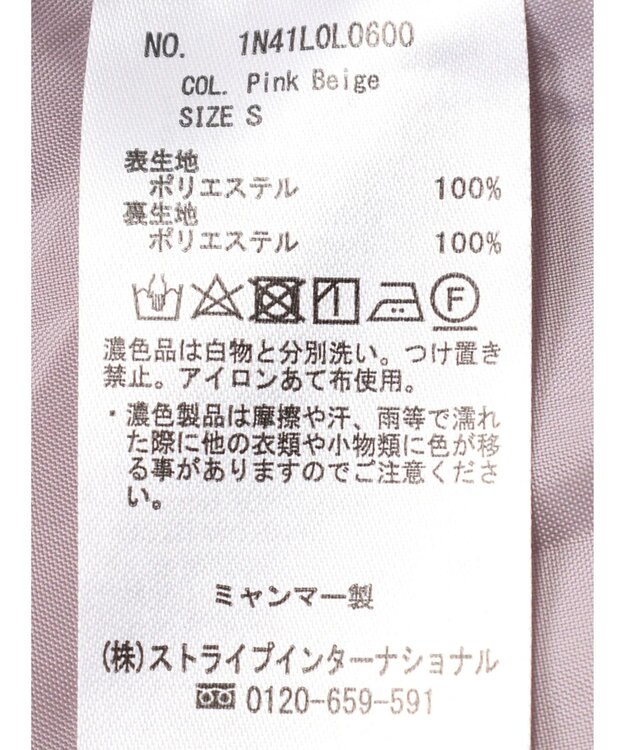 NO. 1N41L0L0600
COL. Pink Beige
SIZE S
表生地
ポリエステル 100%
裏生地
ポリエステル 100%
F
濃色品は白物と分別洗い。つけ置き
禁止。アイロンあて布使用。
・濃色製品は摩擦や汗、雨等で濡れ
た際に他の衣類や小物類に色が移
る事がありますのでご注意くださ
い。
ミャンマー製
(株)ストライプインターナショナル
0120-659-591